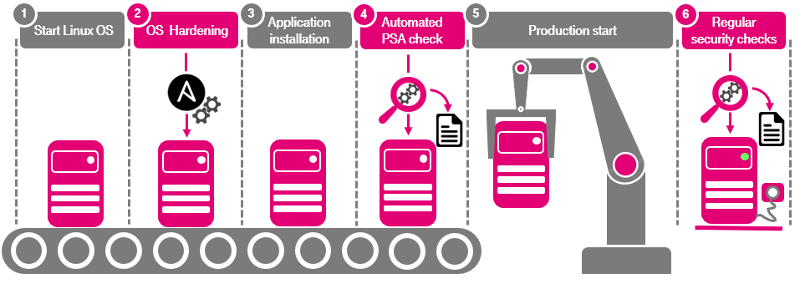 1
Start Linux OS
2
OS Hardening
3
Application
installation
4
Automated
PSA check
5
Production start
6
Regular
security checks